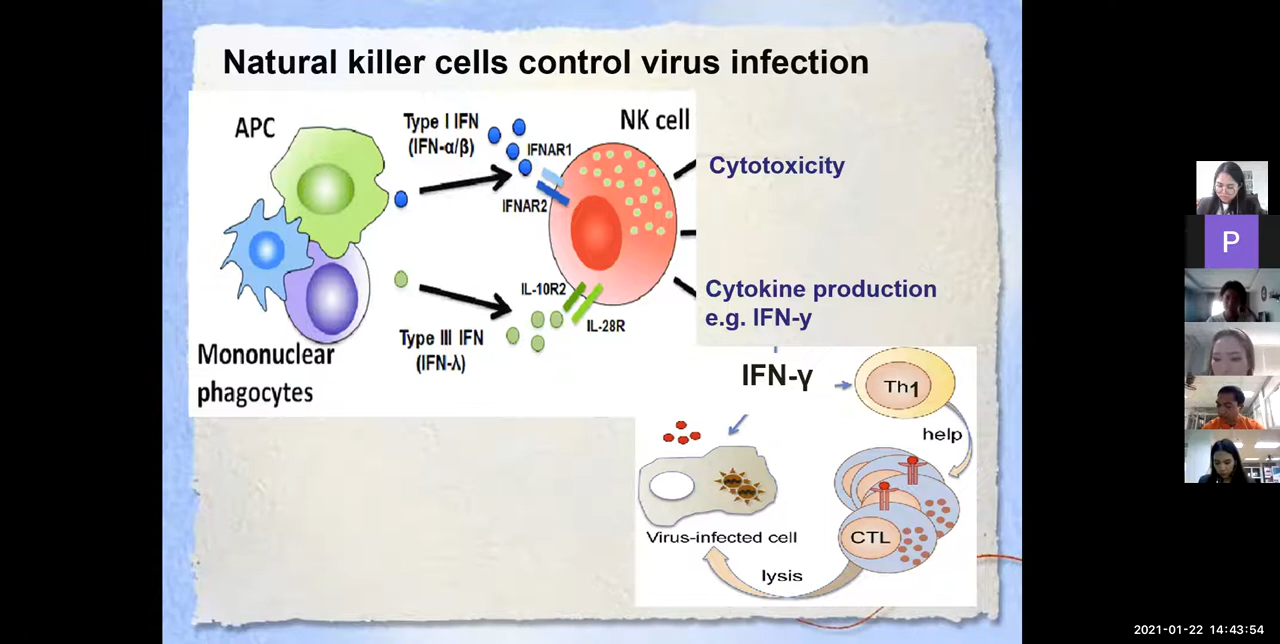 Natural killer cells control virus infection
APC
Type I IFN
(IFN-α/β)
IFNAR1
IFNAR2
NK cell
Cytotoxicity
IL-10R2
IL-28R
Cytokine production
e.g. IFN-γ
Type III IFN
(IFN-λ)
Mononuclear
phagocytes
IFN-γ
Th1
help
Virus-infected cell
CTL
lysis
P
2021-01-22 14:43:54